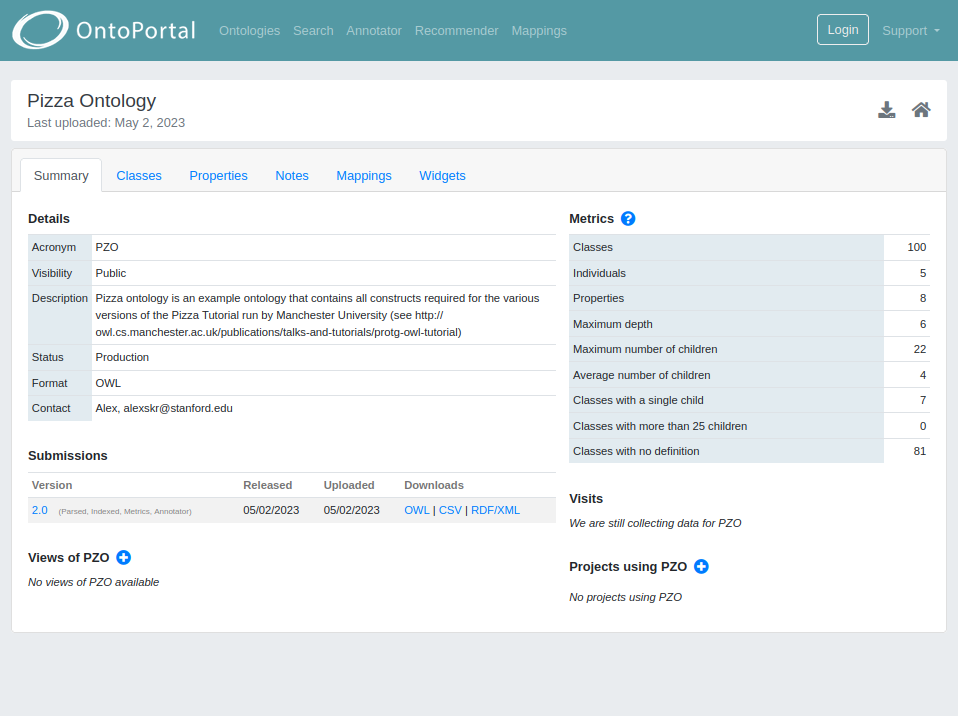 OntoPortal
Ontologies Search Annotator Recommender Mappings
Login
Support
Pizza Ontology
Last uploaded: May 2, 2023
Summary Classes Properties Notes Mappings Widgets
Details
Acronym PZO
Visibility Public
Description Pizza ontology is an example ontology that contains all constructs required for the various
versions of the Pizza Tutorial run by Manchester University (see http://
owl.cs.manchester.ac.uk/publications/talks-and-tutorials/protg-owl-tutorial)
Status Production
Format OWL
Contact Alex, alexskr@stanford.edu
Submissions
Version Released Uploaded Downloads
2.0 (Parsed, Indexed, Metrics, Annotator) 05/02/2023 05/02/2023 OWL | CSV | RDF/XML
Views of PZO
No views of PZO available
Metrics ?
Classes 100
Individuals 5
Properties 8
Maximum depth 6
Maximum number of children 22
Average number of children 4
Classes with a single child 7
Classes with more than 25 children 0
Classes with no definition 81
Visits
We are still collecting data for PZO
Projects using PZO
No projects using PZO